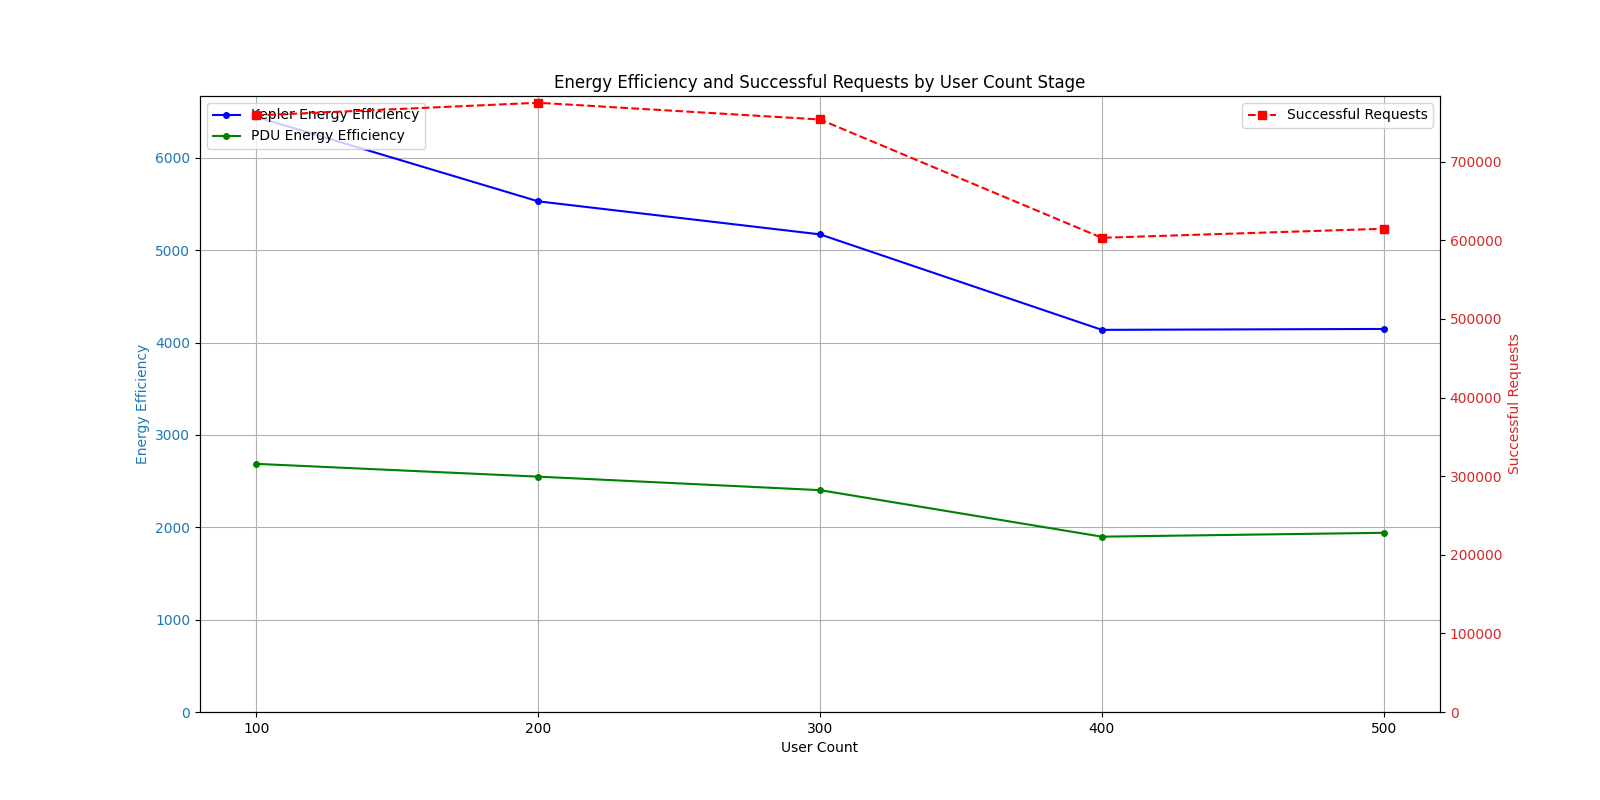 Energy Efficiency and Successful Requests by User Count Stage
Kepler Energy Efficiency
PDU Energy Efficiency
Successful Requests
6000
5000
4000
3000
2000
1000
0
Energy Efficiency
700000
600000
500000
400000
300000
200000
100000
0
Successful Requests
100 200 300 400 500
User Count